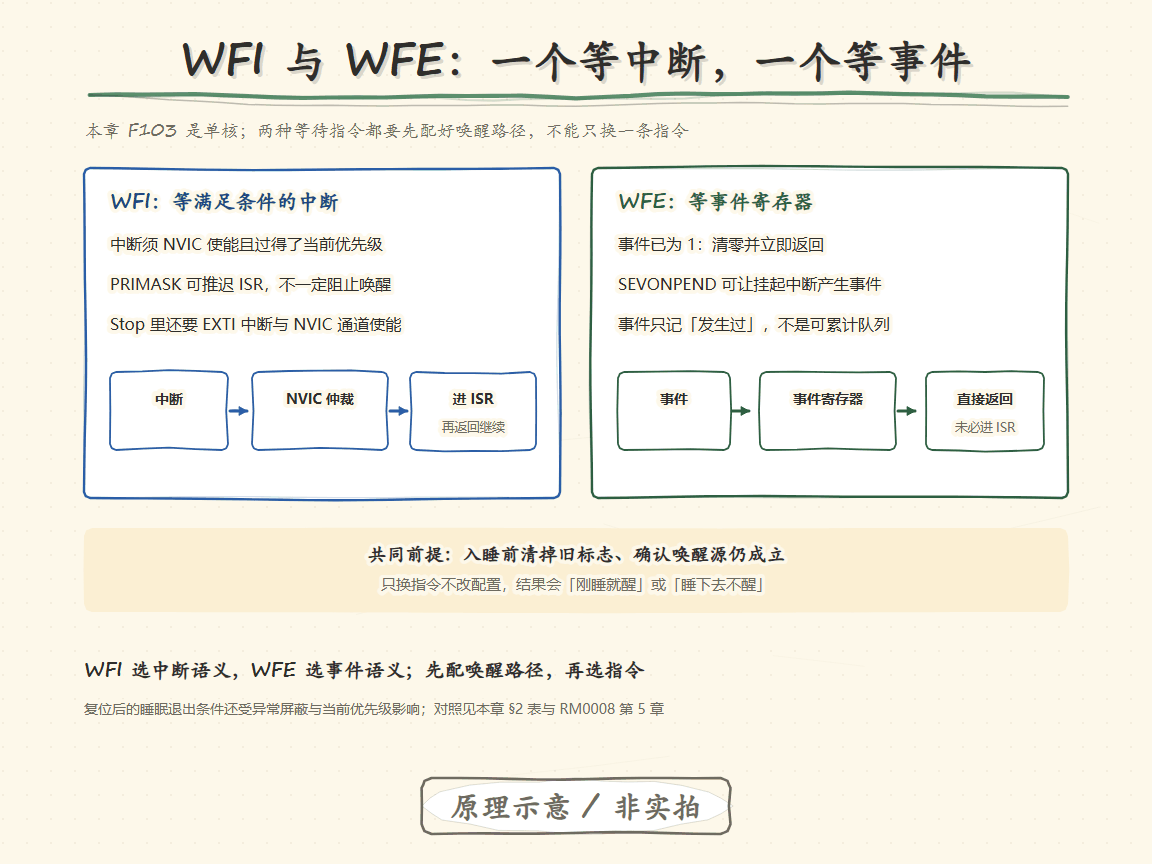 WFI 与 WFE：一个等中断，一个等事件
本章 F103 是单核；两种等待指令都要先配好唤醒路径，不能只换一条指令
WFI：等满足条件的中断
中断须 NVIC 使能且过得了当前优先级
PRIMASK 可推迟 ISR，不一定阻止唤醒
Stop 里还要 EXTI 中断与 NVIC 通道使能
中断
NVIC 仲裁
进 ISR
再返回继续
WFE：等事件寄存器
事件已为 1：清零并立即返回
SEVONPEND 可让挂起中断产生事件
事件只记「发生过」，不是可累计队列
事件
事件寄存器
直接返回
未必进 ISR
共同前提：入睡前清掉旧标志、确认唤醒源仍成立
只换指令不改配置，结果会「刚睡就醒」或「睡下去不醒」
WFI 选中断语义，WFE 选事件语义；先配唤醒路径，再选指令
复位后的睡眠退出条件还受异常屏蔽与当前优先级影响；对照见本章 §2 表与 RM0008 第 5 章
原理示意 / 非实拍